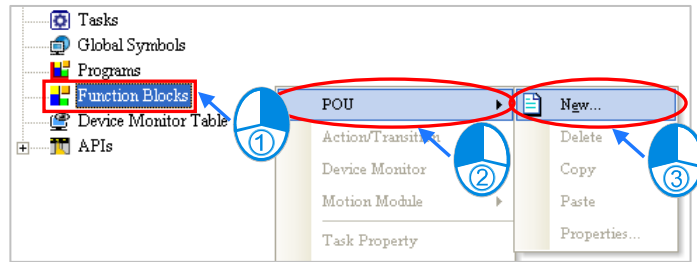 Tasks
Global Symbols
Programs
Function Blocks
Device Monitor Table
APIs
①
POU
Action/Transition
Device Monitor
Motion Module
Task Property
②
New...
Delete
Copy
Paste
Properties...
③